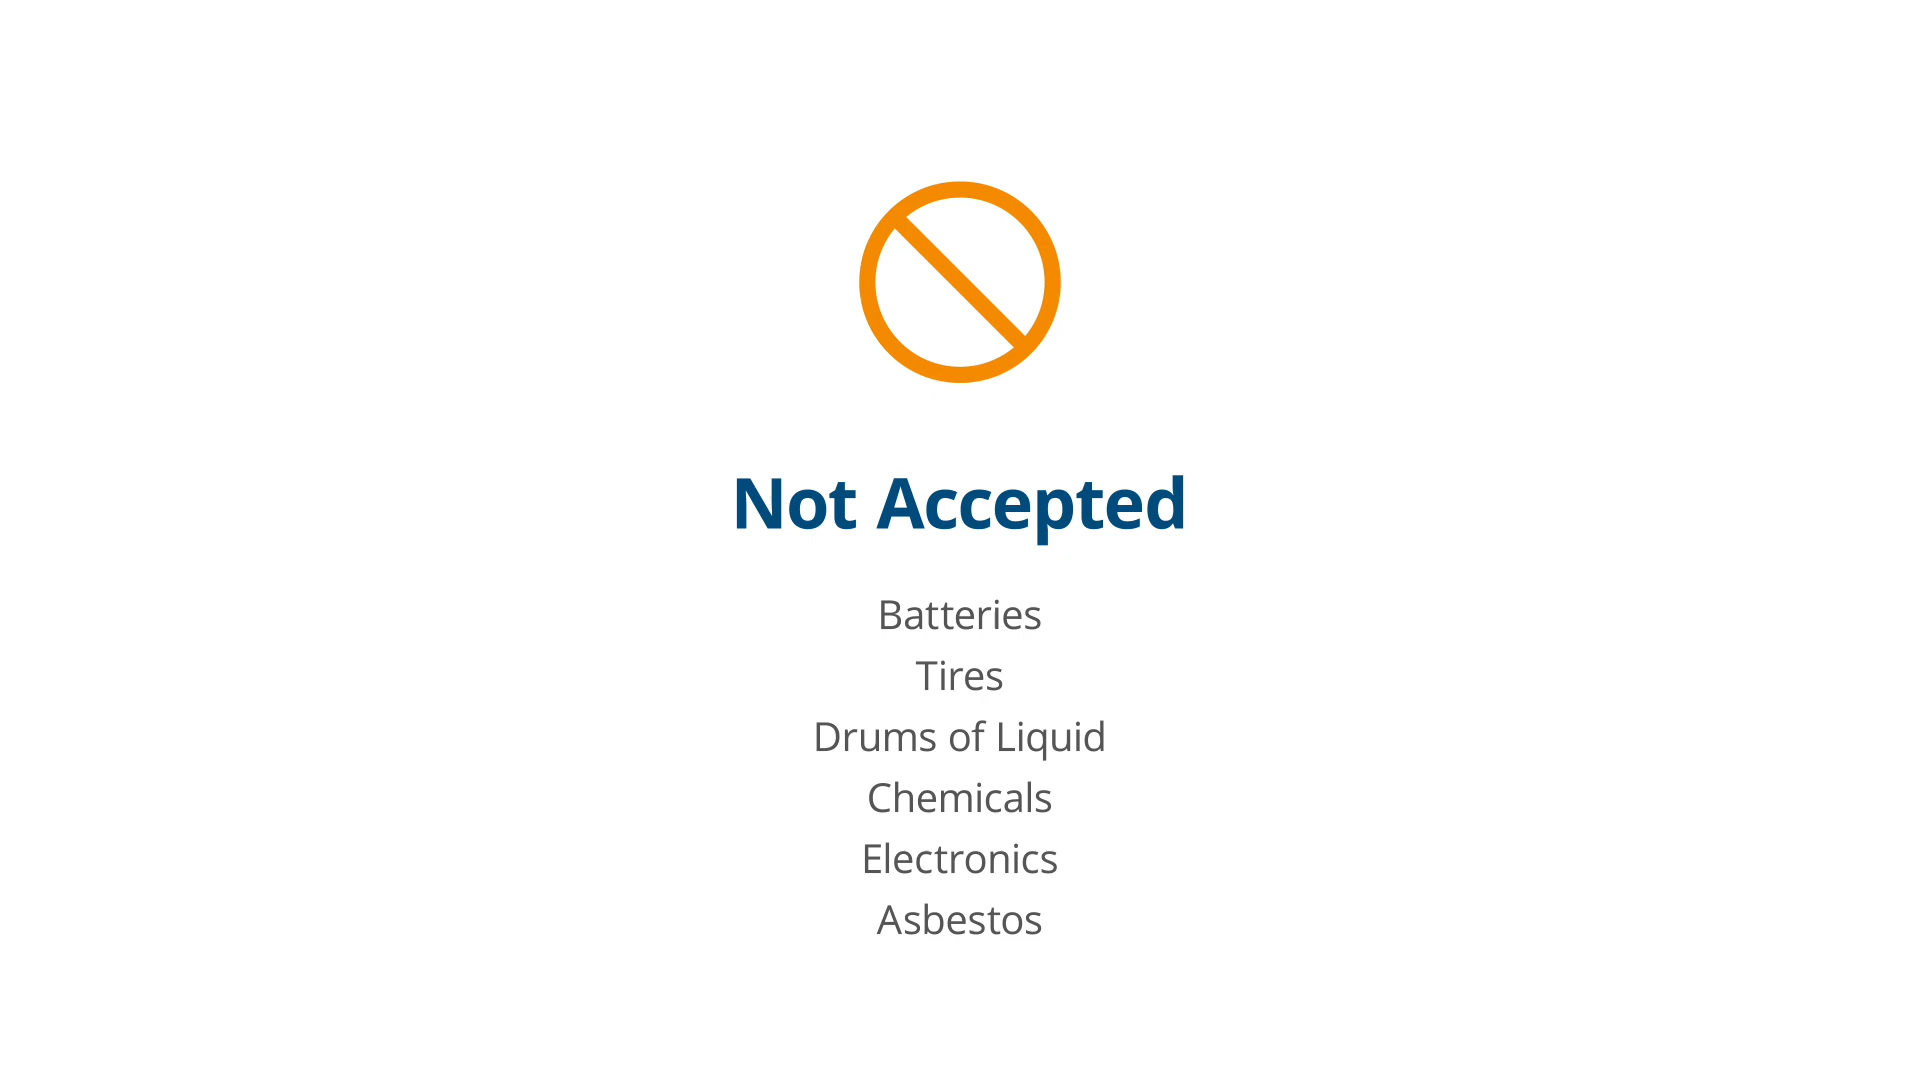 Not Accepted
Batteries
Tires
Drums of Liquid
Chemicals
Electronics
Asbestos